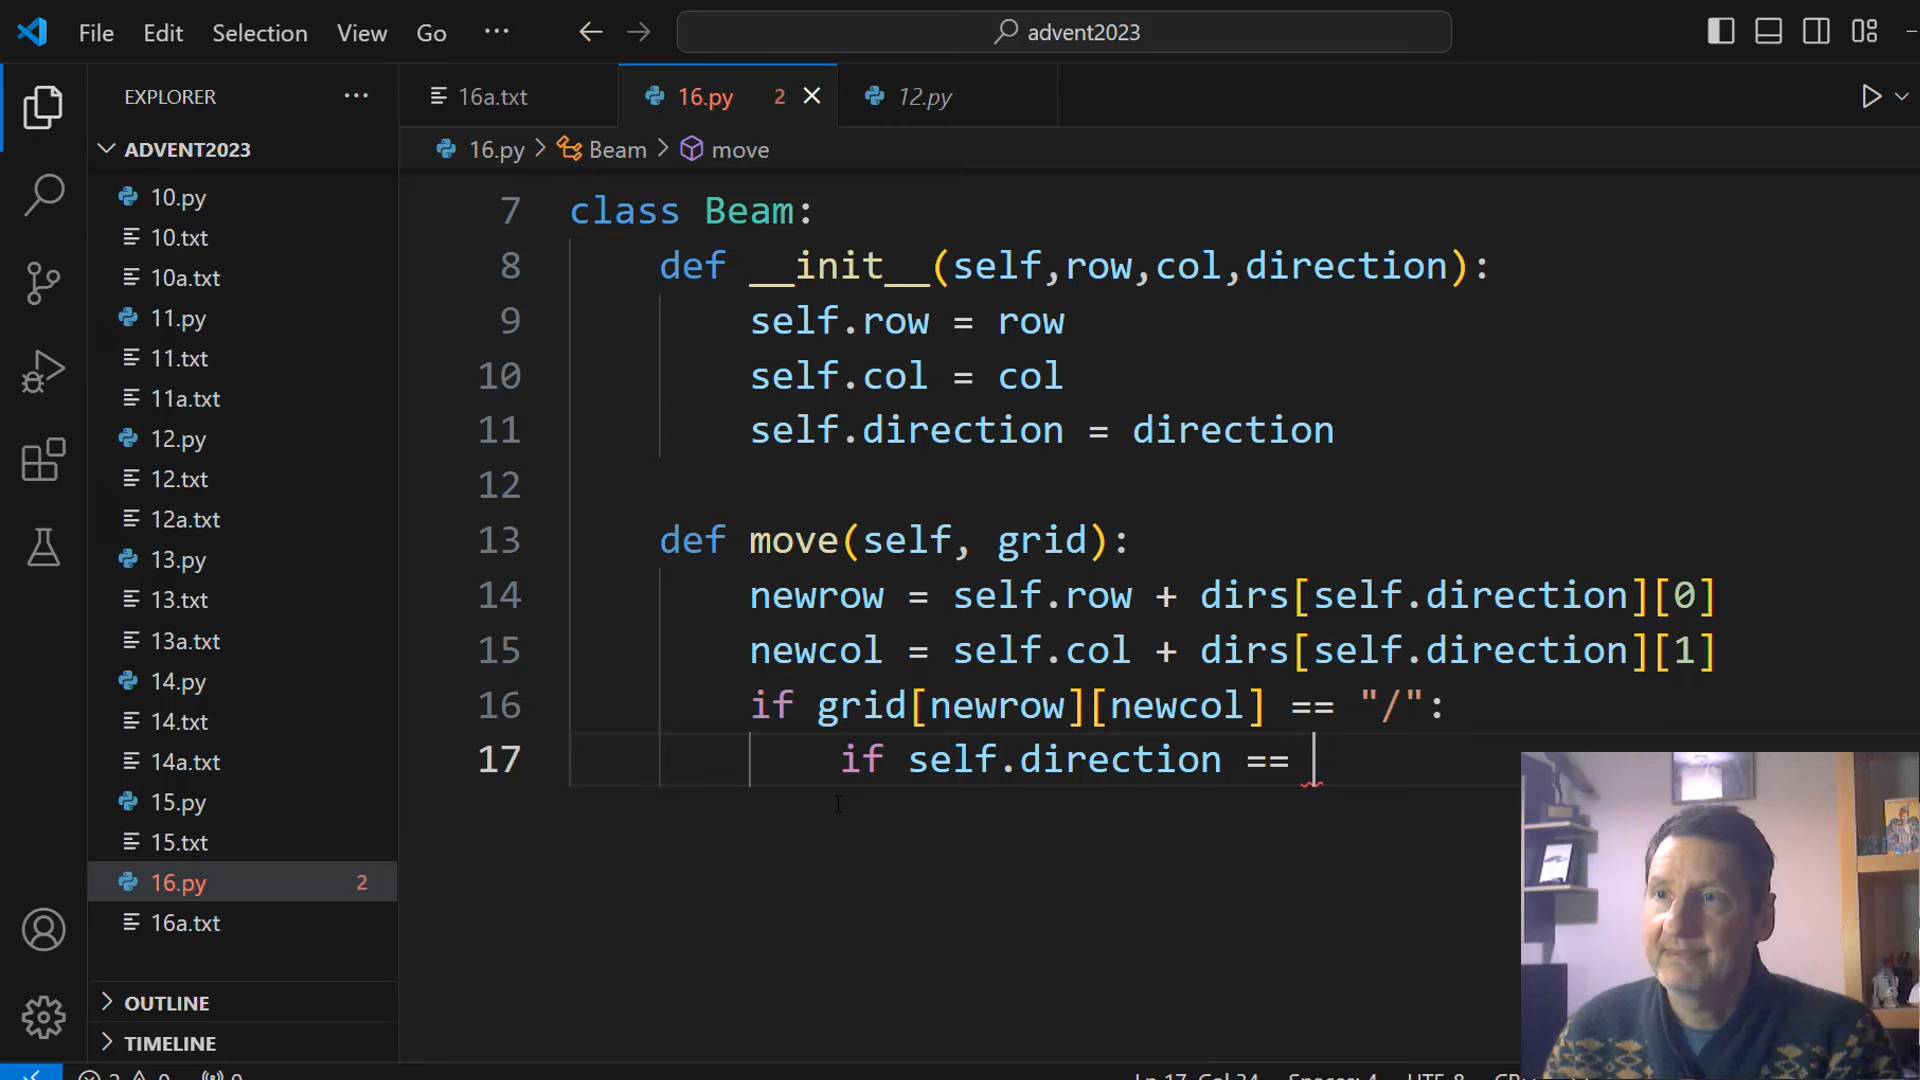 File Edit Selection View Go ··· advent2023
EXPLORER ···
16a.txt 16.py 2 12.py
ADVENT2023
16.py > Beam > move
10.py
10.txt
10a.txt
11.py
11.txt
11a.txt
12.py
12.txt
12a.txt
13.py
13.txt
13a.txt
14.py
14.txt
14a.txt
15.py
15.txt
16.py 2
16a.txt
OUTLINE
TIMELINE
7 class Beam:
8 def __init__(self,row,col,direction):
9 self.row = row
10 self.col = col
11 self.direction = direction
12
13 def move(self, grid):
14 newrow = self.row + dirs[self.direction][0]
15 newcol = self.col + dirs[self.direction][1]
16 if grid[newrow][newcol] == "/":
17 if self.direction ==